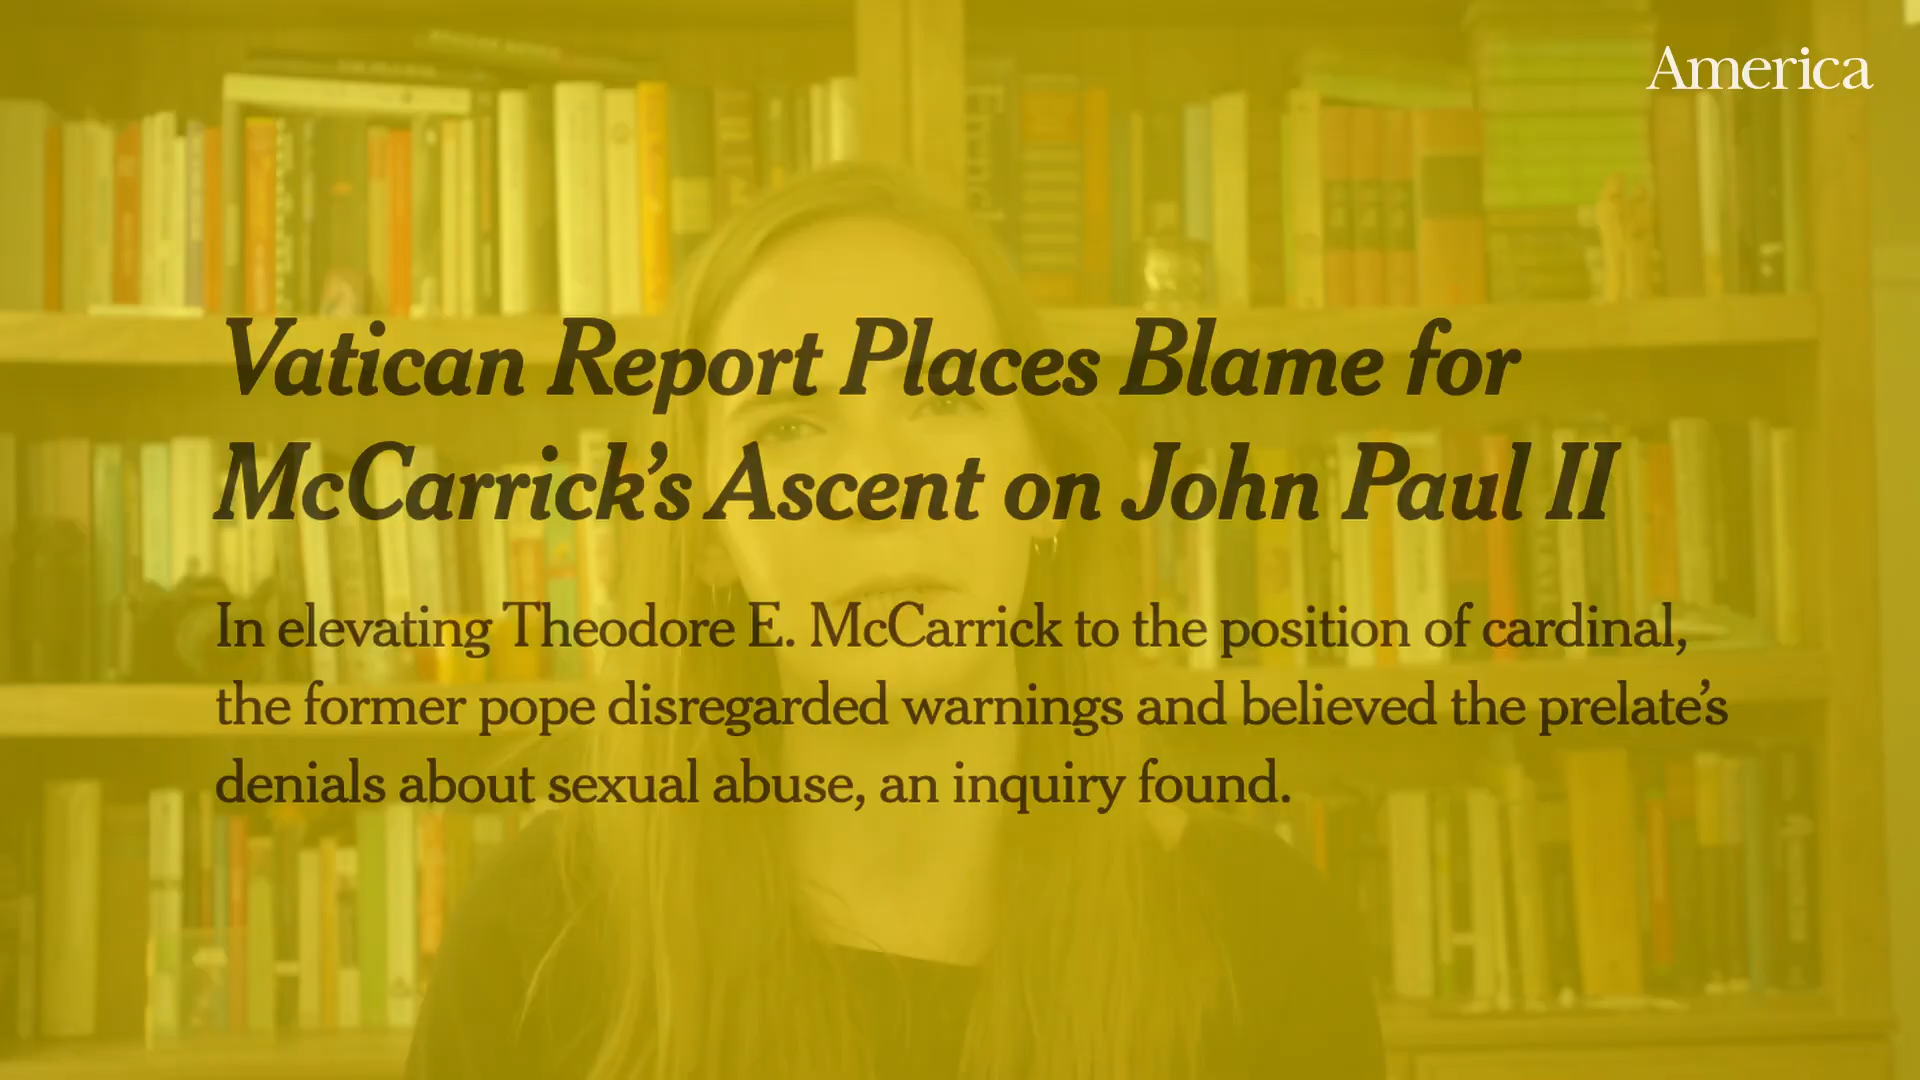 America
Vatican Report Places Blame for
McCarrick’s Ascent on John Paul II
In elevating Theodore E. McCarrick to the position of cardinal,
the former pope disregarded warnings and believed the prelate’s
denials about sexual abuse, an inquiry found.